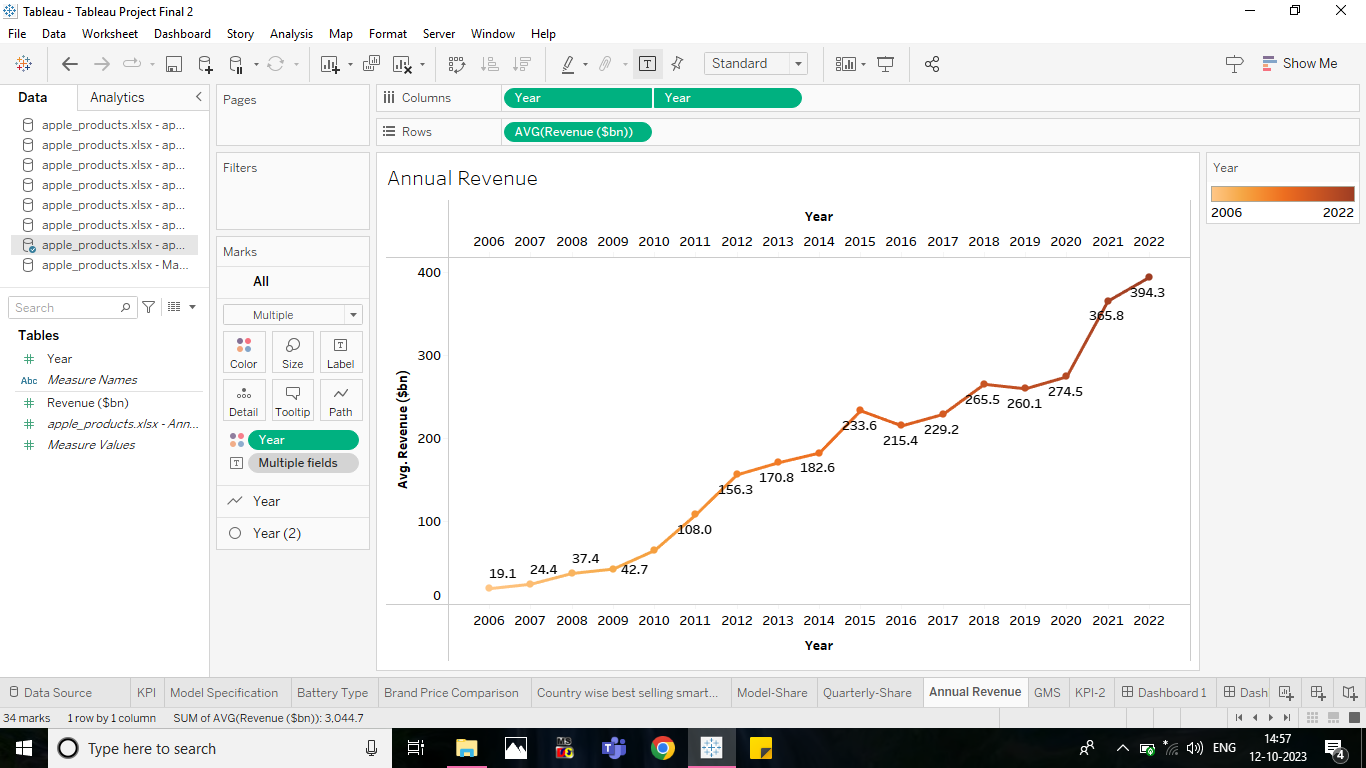 Tableau - Tableau Project Final 2
File Data Worksheet Dashboard Story Analysis Map Format Server Window Help
Standard
Show Me
Data Analytics
apple_products.xlsx - ap...
apple_products.xlsx - ap...
apple_products.xlsx - ap...
apple_products.xlsx - ap...
apple_products.xlsx - ap...
apple_products.xlsx - ap...
apple_products.xlsx - ap...
apple_products.xlsx - Ma...
Search
Tables
Year
Abc Measure Names
Revenue ($bn)
apple_products.xlsx - Ann...
Measure Values
Pages
Filters
Marks
All
Multiple
Color Size Label
Detail Tooltip Path
Year
Multiple fields
Year
Year (2)
Columns Year Year
Rows AVG(Revenue ($bn))
Annual Revenue
Year
2006 2007 2008 2009 2010 2011 2012 2013 2014 2015 2016 2017 2018 2019 2020 2021 2022
Avg. Revenue ($bn)
400
300
200
100
0
19.1
24.4
37.4
42.7
108.0
156.3
170.8
182.6
233.6
215.4
229.2
265.5
260.1
274.5
365.8
394.3
2006 2007 2008 2009 2010 2011 2012 2013 2014 2015 2016 2017 2018 2019 2020 2021 2022
Year
Year
2006 2022
Data Source KPI Model Specification Battery Type Brand Price Comparison Country wise best selling smart... Model-Share Quarterly-Share Annual Revenue GMS KPI-2 Dashboard 1 Dash
34 marks 1 row by 1 column SUM of AVG(Revenue ($bn)): 3,044.7
Type here to search
ENG
14:57
12-10-2023
4